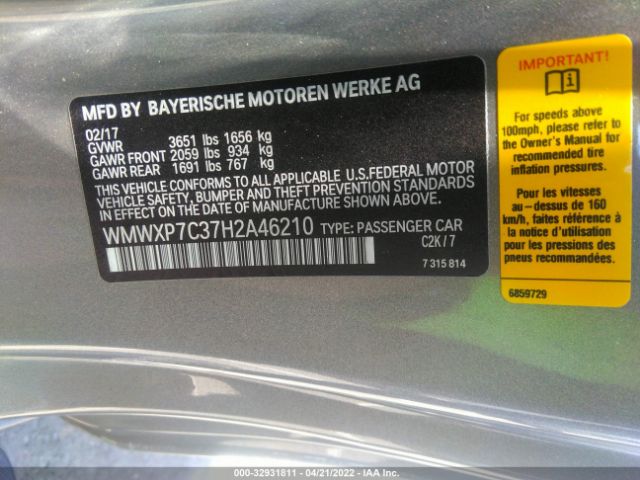 MFD BY BAYERISCHE MOTOREN WERKE AG
02/17
GVWR 3651 lbs 1656 kg
GAWR FRONT 2059 lbs 934 kg
GAWR REAR 1691 lbs 767 kg
THIS VEHICLE CONFORMS TO ALL APPLICABLE U.S.FEDERAL MOTOR
VEHICLE SAFETY, BUMPER AND THEFT PREVENTION STANDARDS
IN EFFECT ON THE DATE OF MANUFACTURE SHOWN ABOVE.
WMWXP7C37H2A46210 TYPE: PASSENGER CAR
C2K / 7
7 315 814
IMPORTANT!
For speeds above
100mph, please refer to
the Owner's Manual for
recommended tire
inflation pressures.
Pour les vitesses
au-dessus de 160
km/h, faites référence
à la notice d'utilisation
pour les pressions des
pneus recommandées.
6859729
000-32931811 - 04/21/2022 - IAA Inc.